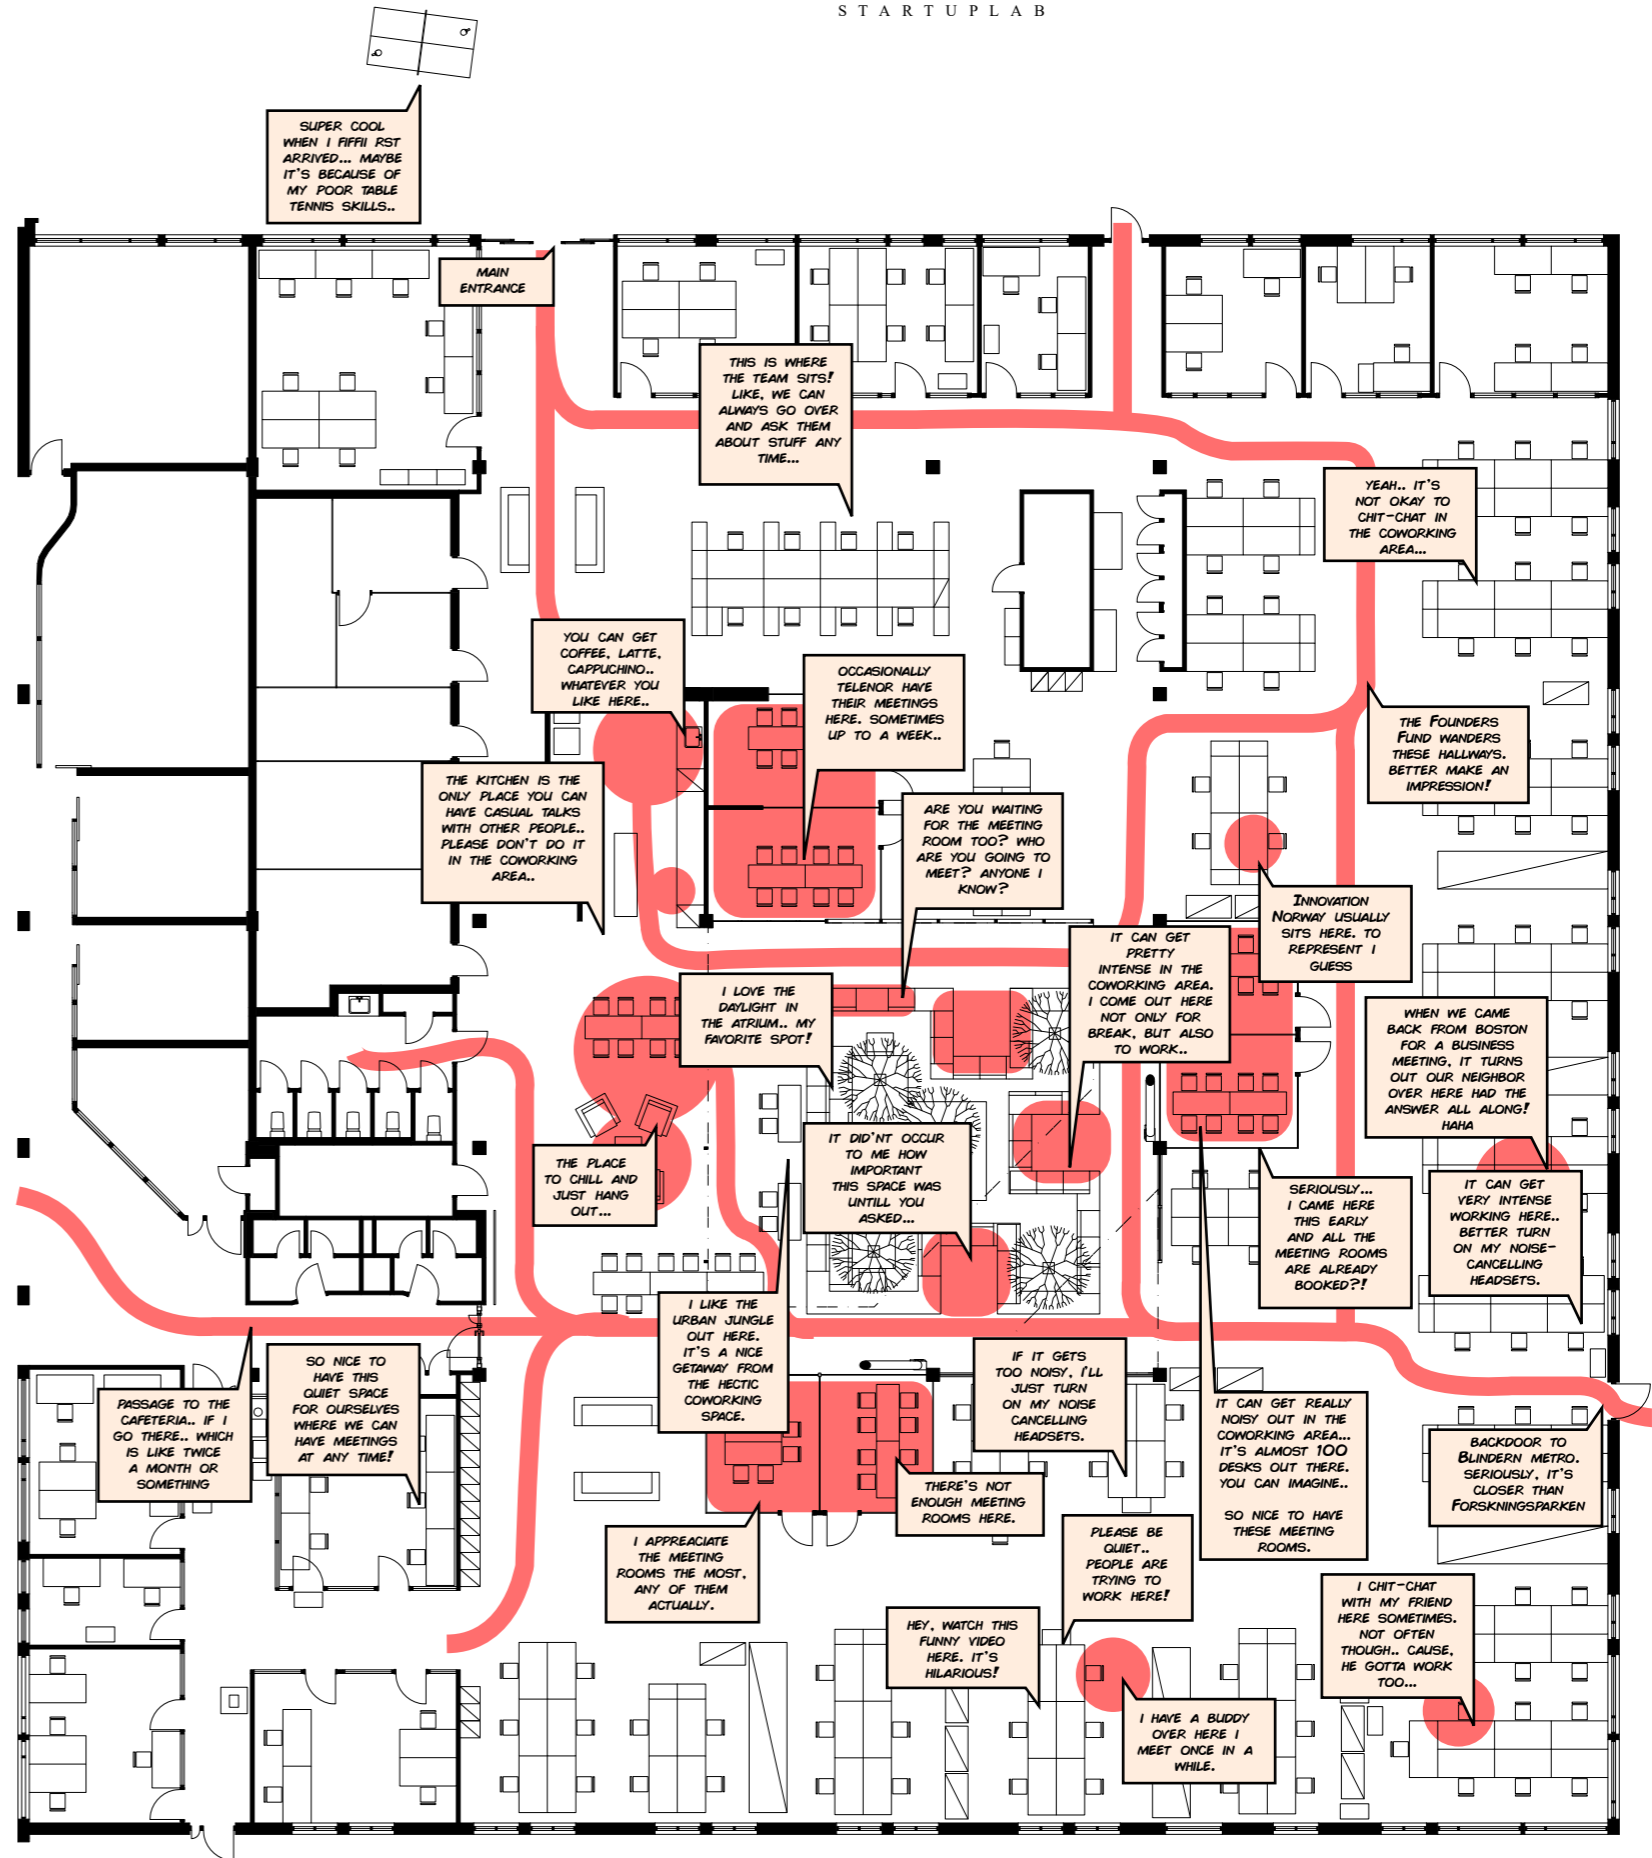 STARTUPLAB
SUPER COOL
WHEN I FIFFII RST
ARRIVED... MAYBE
IT'S BECAUSE OF
MY POOR TABLE
TENNIS SKILLS..
MAIN
ENTRANCE
THIS IS WHERE
THE TEAM SITS!
LIKE, WE CAN
ALWAYS GO OVER
AND ASK THEM
ABOUT STUFF ANY
TIME...
YEAH.. IT'S
NOT OKAY TO
CHIT-CHAT IN
THE COWORKING
AREA...
YOU CAN GET
COFFEE, LATTE,
CAPPUCHINO..
WHATEVER YOU
LIKE HERE..
OCCASIONALLY
TELENOR HAVE
THEIR MEETINGS
HERE. SOMETIMES
UP TO A WEEK..
THE FOUNDERS
FUND WANDERS
THESE HALLWAYS.
BETTER MAKE AN
IMPRESSION!
THE KITCHEN IS THE
ONLY PLACE YOU CAN
HAVE CASUAL TALKS
WITH OTHER PEOPLE..
PLEASE DON'T DO IT
IN THE COWORKING
AREA..
ARE YOU WAITING
FOR THE MEETING
ROOM TOO? WHO
ARE YOU GOING TO
MEET? ANYONE I
KNOW?
INNOVATION
NORWAY USUALLY
SITS HERE. TO
REPRESENT I
GUESS
IT CAN GET
PRETTY
INTENSE IN THE
COWORKING AREA.
I COME OUT HERE
NOT ONLY FOR
BREAK, BUT ALSO
TO WORK..
I LOVE THE
DAYLIGHT IN
THE ATRIUM.. MY
FAVORITE SPOT!
WHEN WE CAME
BACK FROM BOSTON
FOR A BUSINESS
MEETING, IT TURNS
OUT OUR NEIGHBOR
OVER HERE HAD THE
ANSWER ALL ALONG!
HAHA
IT DID'NT OCCUR
TO ME HOW
IMPORTANT
THIS SPACE WAS
UNTILL YOU
ASKED...
THE PLACE
TO CHILL AND
JUST HANG
OUT...
SERIOUSLY...
I CAME HERE
THIS EARLY
AND ALL THE
MEETING ROOMS
ARE ALREADY
BOOKED?!
IT CAN GET
VERY INTENSE
WORKING HERE..
BETTER TURN
ON MY NOISE-
CANCELLING
HEADSETS.
I LIKE THE
URBAN JUNGLE
OUT HERE.
IT'S A NICE
GETAWAY FROM
THE HECTIC
COWORKING
SPACE.
IF IT GETS
TOO NOISY, I'LL
JUST TURN
ON MY NOISE
CANCELLING
HEADSETS.
SO NICE TO
HAVE THIS
QUIET SPACE
FOR OURSELVES
WHERE WE CAN
HAVE MEETINGS
AT ANY TIME!
PASSAGE TO THE
CAFETERIA.. IF I
GO THERE.. WHICH
IS LIKE TWICE
A MONTH OR
SOMETHING
IT CAN GET REALLY
NOISY OUT IN THE
COWORKING AREA...
IT'S ALMOST 100
DESKS OUT THERE.
YOU CAN IMAGINE..
SO NICE TO HAVE
THESE MEETING
ROOMS.
BACKDOOR TO
BLINDERN METRO.
SERIOUSLY, IT'S
CLOSER THAN
FORSKNINGSPARKEN
THERE'S NOT
ENOUGH MEETING
ROOMS HERE.
I APPREACIATE
THE MEETING
ROOMS THE MOST,
ANY OF THEM
ACTUALLY.
PLEASE BE
QUIET..
PEOPLE ARE
TRYING TO
WORK HERE!
HEY, WATCH THIS
FUNNY VIDEO
HERE. IT'S
HILARIOUS!
I CHIT-CHAT
WITH MY FRIEND
HERE SOMETIMES.
NOT OFTEN
THOUGH.. CAUSE,
HE GOTTA WORK
TOO...
I HAVE A BUDDY
OVER HERE I
MEET ONCE IN A
WHILE.